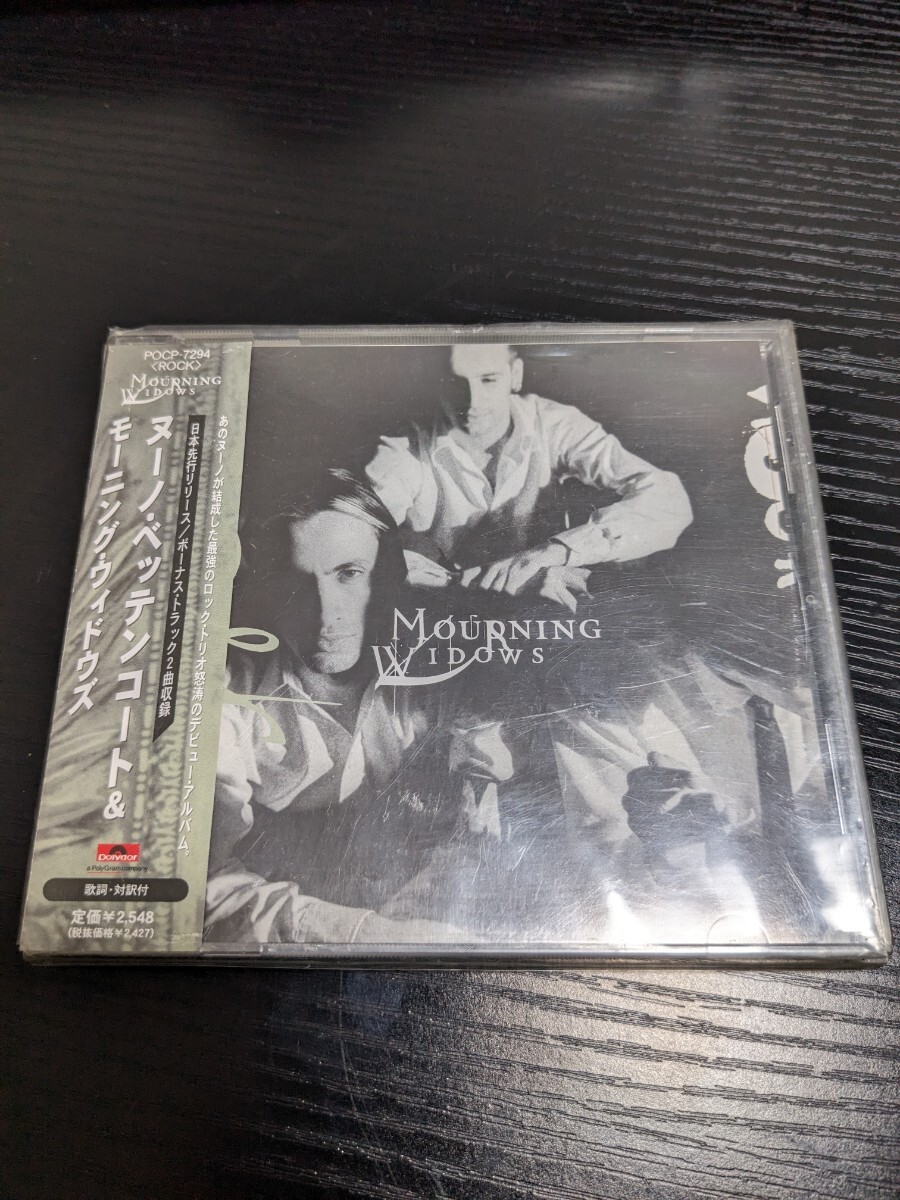 POCP-7294
〈ROCK〉
MOURNING
WIDOWS
ヌーノ・ベッテンコート&
モーニング・ウィドウズ
日本先行リリース/ボーナス・トラック2曲収録
あのヌーノが結成した最強のロック・トリオ怒涛のデビュー・アルバム。
Polydor
a PolyGram company
歌詞・対訳付
定価¥2,548
(税抜価格¥2,427)
MOURNING
WIDOWS